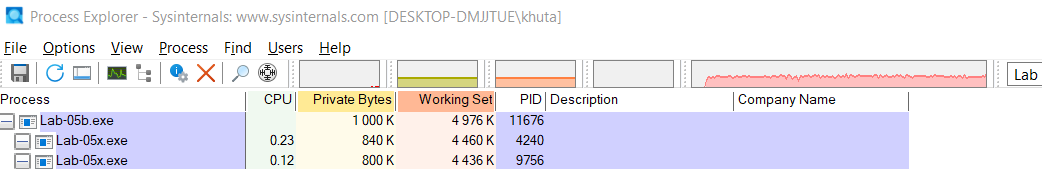 Process Explorer - Sysinternals: www.sysinternals.com [DESKTOP-DMJJTUE\khuta]
File Options View Process Find Users Help
Lab
Process CPU Private Bytes Working Set PID Description Company Name
Lab-05b.exe 1 000 K 4 976 K 11676
Lab-05x.exe 0.23 840 K 4 460 K 4240
Lab-05x.exe 0.12 800 K 4 436 K 9756